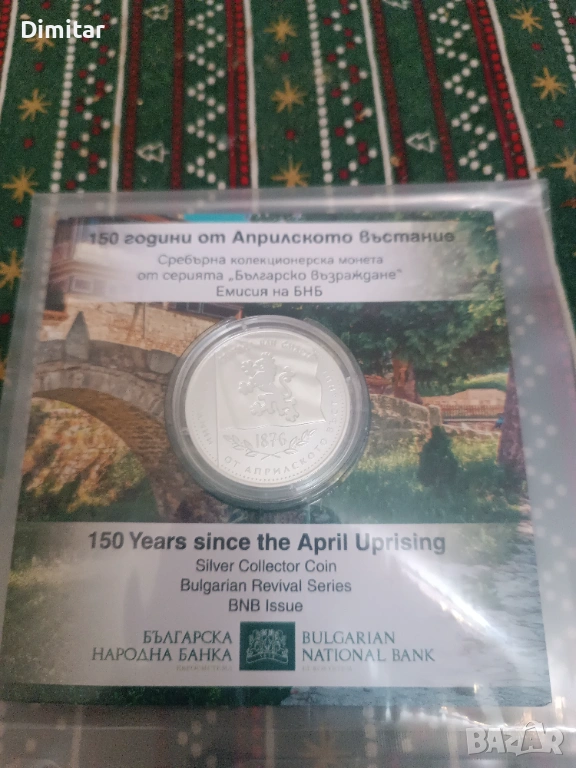 Dimitar
150 години от Априлското въстание
Сребърна колекционерска монета
от серията „Българско възраждане“
Емисия на БНБ
1876
ОТ АПРИЛСКОТО
150 Years since the April Uprising
Silver Collector Coin
Bulgarian Revival Series
BNB Issue
БЪЛГАРСКА
НАРОДНА БАНКА
BULGARIAN
NATIONAL BANK
BAZAR